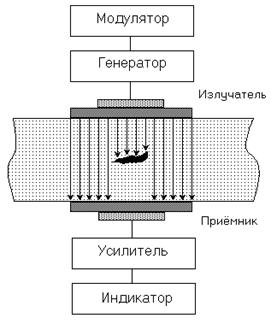 Модулятор
Генератор
Излучатель
Приёмник
Усилитель
Индикатор